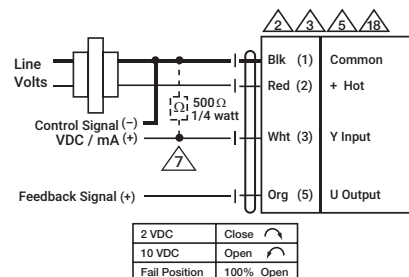 2 3 5 18
Line
Volts
Blk (1) Common
Red (2) + Hot
Ω 500Ω
1/4 watt
Control Signal (−)
VDC / mA (+)
Wht (3) Y Input
7
Feedback Signal (+)
Org (5) U Output
2 VDC Close
10 VDC Open
Fail Position 100% Open